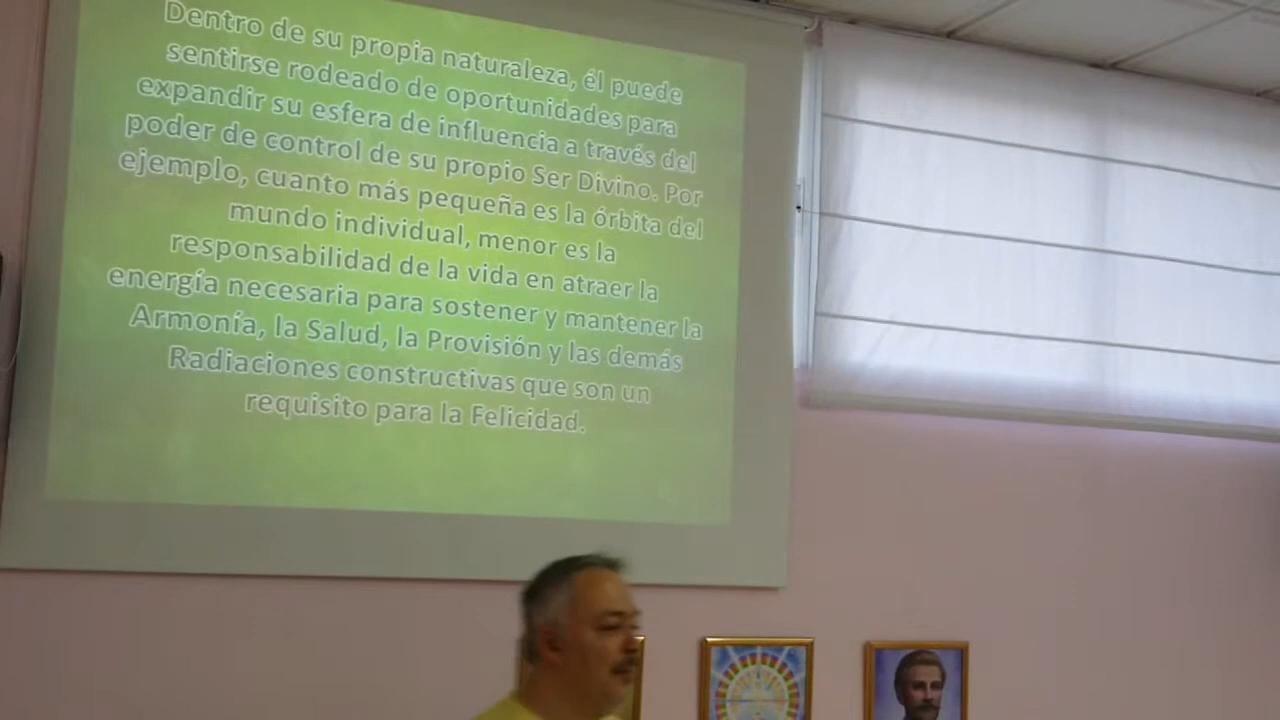 Dentro de su propia naturaleza, él puede
sentirse rodeado de oportunidades para
expandir su esfera de influencia a través del
poder de control de su propio Ser Divino. Por
ejemplo, cuanto más pequeña es la órbita del
mundo individual, menor es la
responsabilidad de la vida en atraer la
energía necesaria para sostener y mantener la
Armonía, la Salud, la Provisión y las demás
Radiaciones constructivas que son un
requisito para la Felicidad.